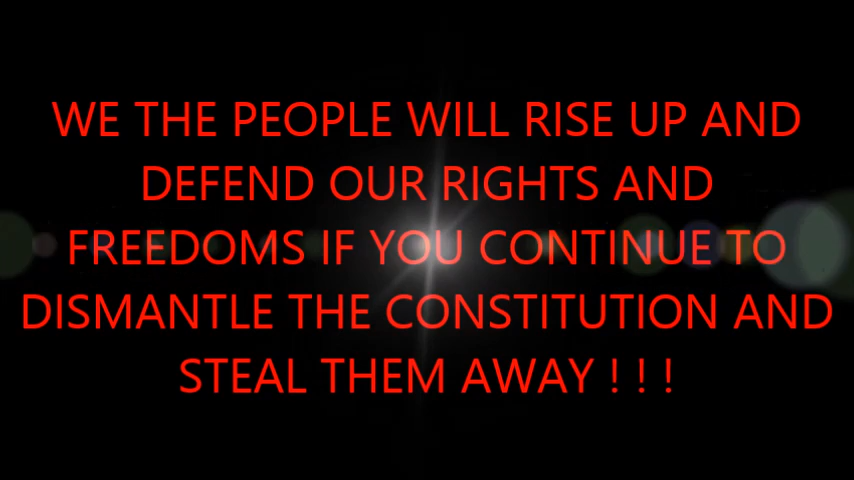 WE THE PEOPLE WILL RISE UP AND
DEFEND OUR RIGHTS AND
FREEDOMS IF YOU CONTINUE TO
DISMANTLE THE CONSTITUTION AND
STEAL THEM AWAY ! ! !